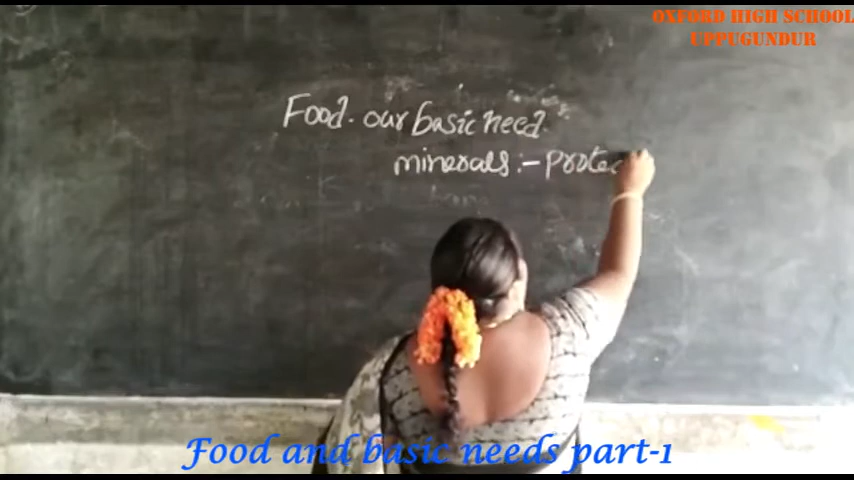 OXFORD HIGH SCHOOL
UPPUGUNDUR
Food. our basic need.
minerals :- protec
Food and basic needs part-1